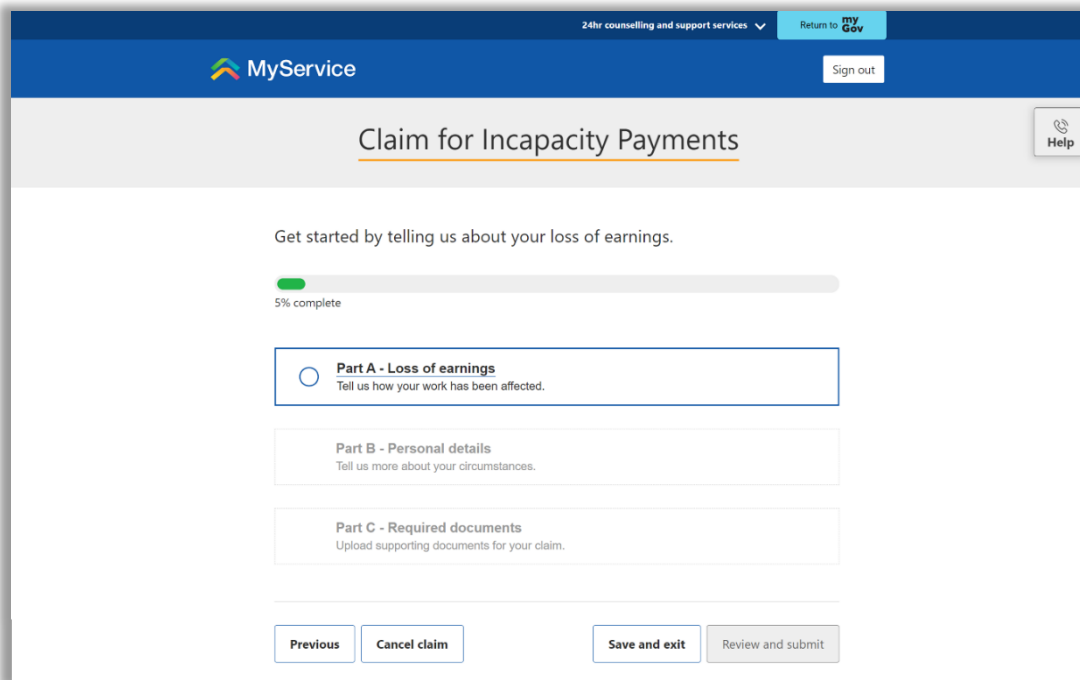 24hr counselling and support services
Return to myGov
MyService
Sign out
Claim for Incapacity Payments
Help
Get started by telling us about your loss of earnings.
5% complete
Part A - Loss of earnings
Tell us how your work has been affected.
Part B - Personal details
Tell us more about your circumstances.
Part C - Required documents
Upload supporting documents for your claim.
Previous
Cancel claim
Save and exit
Review and submit